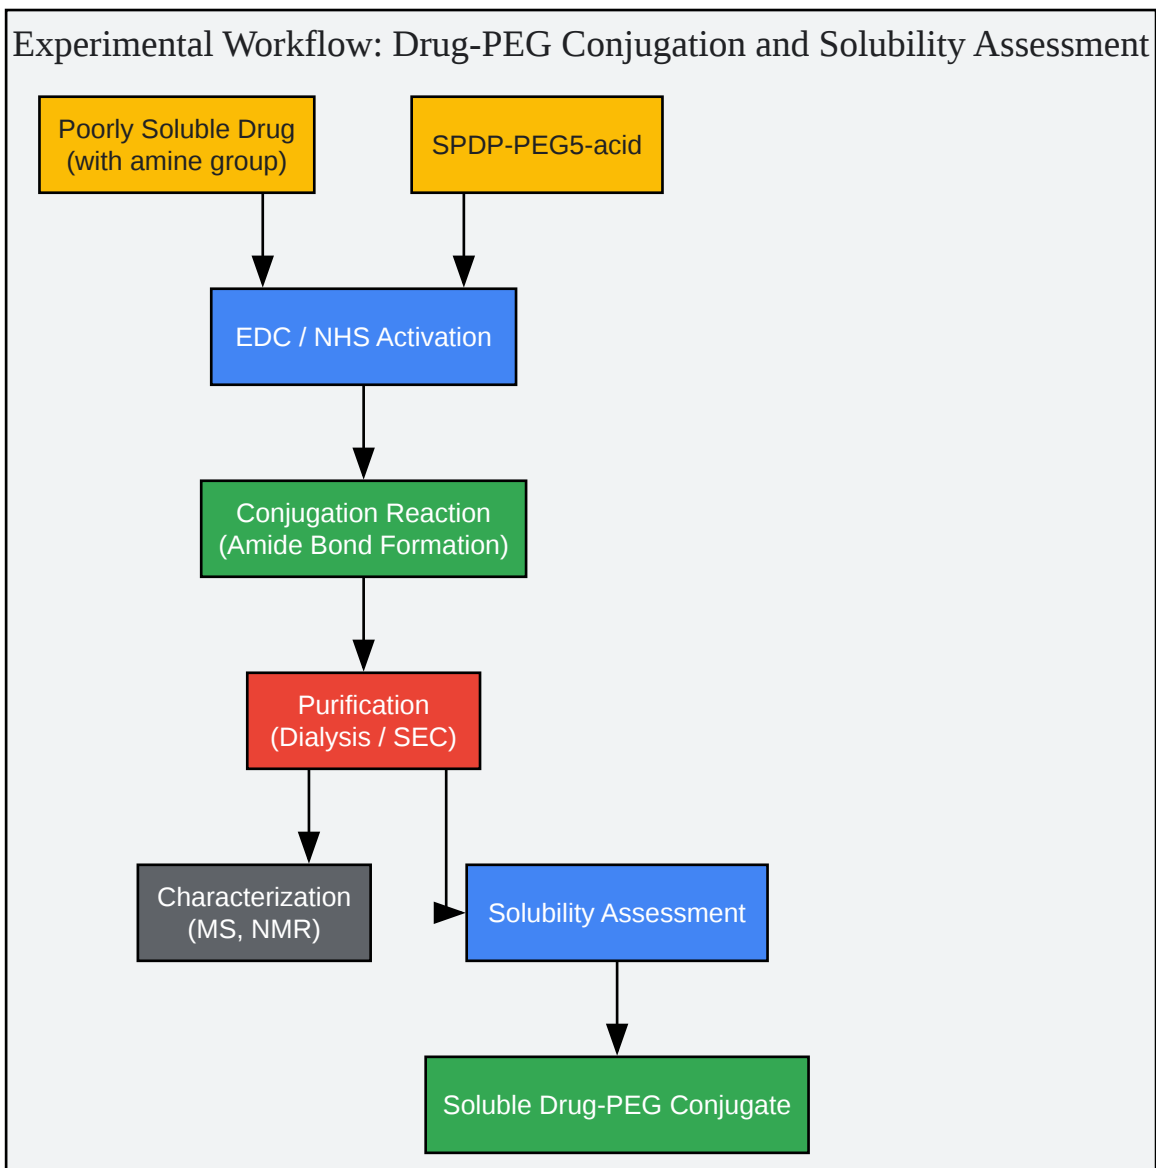 Experimental Workflow: Drug-PEG Conjugation and Solubility Assessment
Poorly Soluble Drug
(with amine group)
SPDP-PEG5-acid
EDC / NHS Activation
Conjugation Reaction
(Amide Bond Formation)
Purification
(Dialysis / SEC)
Characterization
(MS, NMR)
Solubility Assessment
Soluble Drug-PEG Conjugate